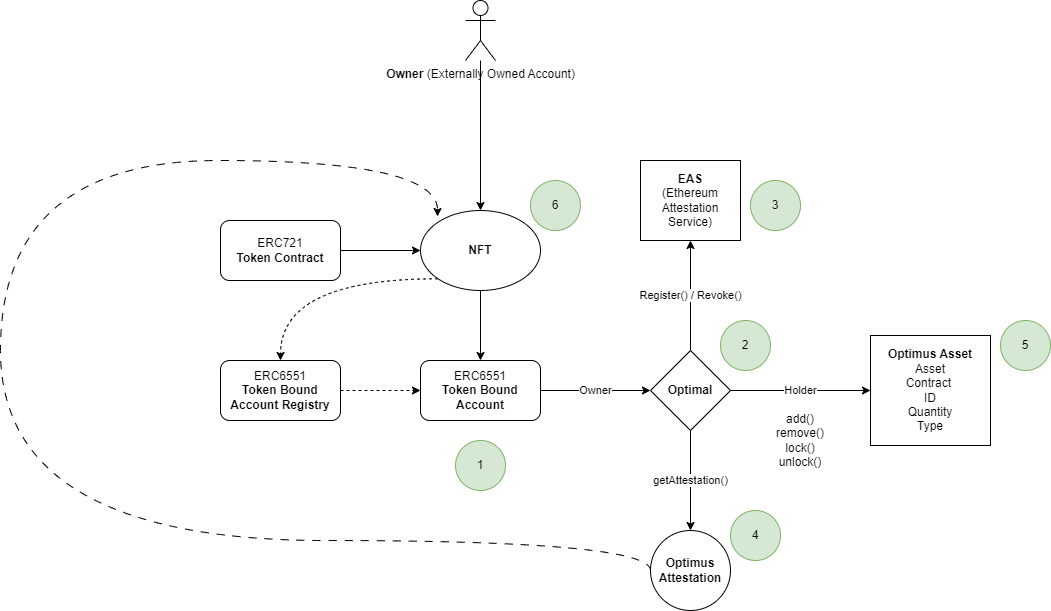 Owner (Externally Owned Account)
6
EAS
(Ethereum
Attestation
Service)
3
ERC721
Token Contract
NFT
Register() / Revoke()
2
5
ERC6551
Token Bound
Account Registry
ERC6551
Token Bound
Account
Owner
Optimal
Holder
Optimus Asset
Asset
Contract
ID
Quantity
Type
add()
remove()
lock()
unlock()
1
getAttestation()
4
Optimus
Attestation